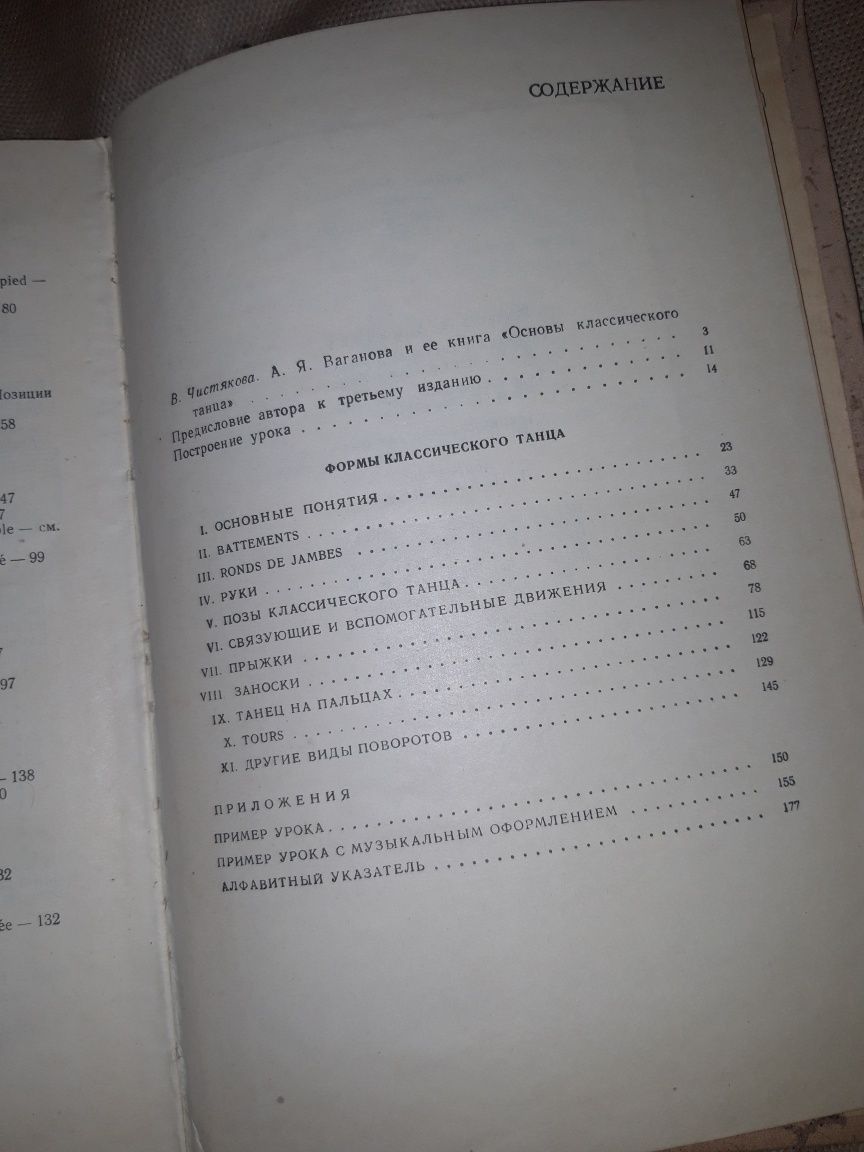 pied —
80
Позиции
58
47
7
ble — см.
é — 99
7
97
— 138
0
32
ée — 132
СОДЕРЖАНИЕ
В. Чистякова. А. Я. Ваганова и ее книга «Основы классического
танца» . . . . . . . . . . . . . . . . . . . . 3
Предисловие автора к третьему изданию . . . . . . . . . . 11
Построение урока . . . . . . . . . . . . . . . . . . 14
ФОРМЫ КЛАССИЧЕСКОГО ТАНЦА
I. ОСНОВНЫЕ ПОНЯТИЯ . . . . . . . . . . . . . . . . 23
II. BATTEMENTS . . . . . . . . . . . . . . . . . . . 33
III. RONDS DE JAMBES . . . . . . . . . . . . . . . . . 47
IV. РУКИ . . . . . . . . . . . . . . . . . . . . . . 50
V. ПОЗЫ КЛАССИЧЕСКОГО ТАНЦА . . . . . . . . . . . . 63
VI. СВЯЗУЮЩИЕ И ВСПОМОГАТЕЛЬНЫЕ ДВИЖЕНИЯ . . . . . . 68
VII. ПРЫЖКИ . . . . . . . . . . . . . . . . . . . . . 78
VIII ЗАНОСКИ . . . . . . . . . . . . . . . . . . . . 115
IX. ТАНЕЦ НА ПАЛЬЦАХ . . . . . . . . . . . . . . . . 122
X. TOURS . . . . . . . . . . . . . . . . . . . . . 129
XI. ДРУГИЕ ВИДЫ ПОВОРОТОВ . . . . . . . . . . . . . . 145
ПРИЛОЖЕНИЯ
ПРИМЕР УРОКА . . . . . . . . . . . . . . . . . . . . 150
ПРИМЕР УРОКА С МУЗЫКАЛЬНЫМ ОФОРМЛЕНИЕМ . . . . . . . 155
АЛФАВИТНЫЙ УКАЗАТЕЛЬ . . . . . . . . . . . . . . . . 177